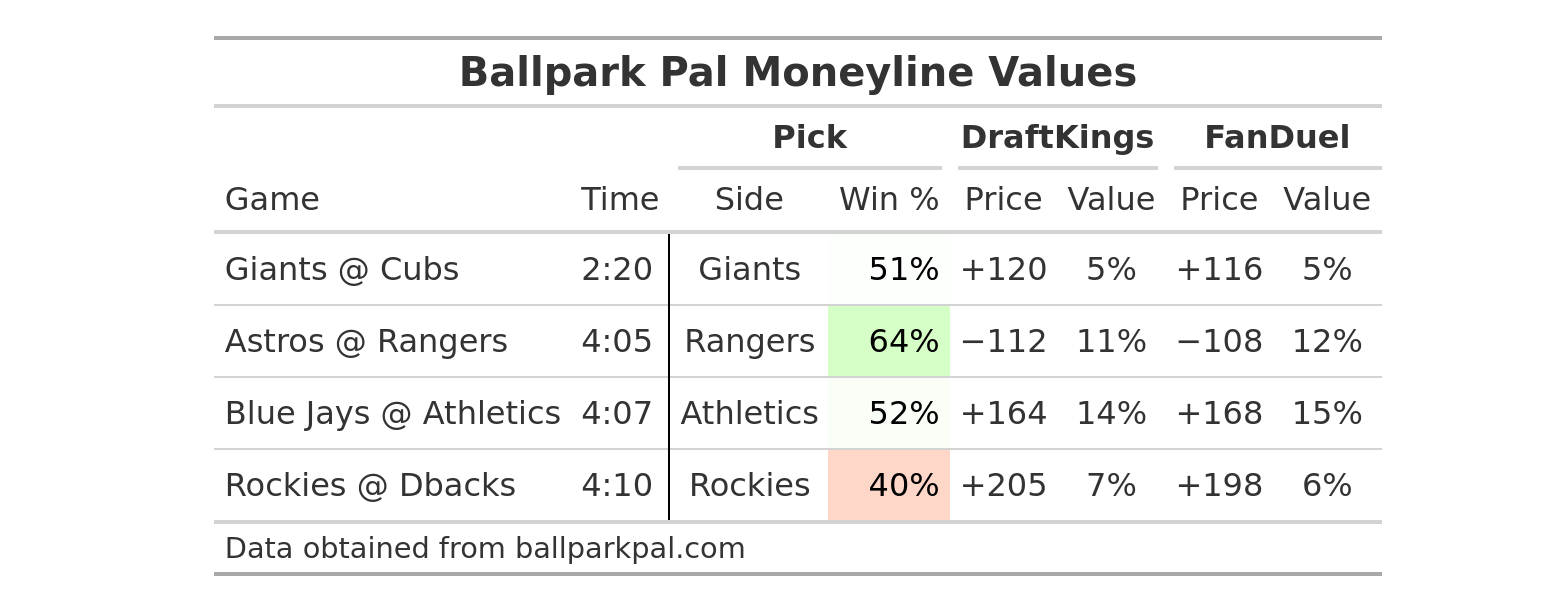 Ballpark Pal Moneyline Values
Pick DraftKings FanDuel
Game Time Side Win % Price Value Price Value
Giants @ Cubs 2:20 Giants 51% +120 5% +116 5%
Astros @ Rangers 4:05 Rangers 64% −112 11% −108 12%
Blue Jays @ Athletics 4:07 Athletics 52% +164 14% +168 15%
Rockies @ Dbacks 4:10 Rockies 40% +205 7% +198 6%
Data obtained from ballparkpal.com